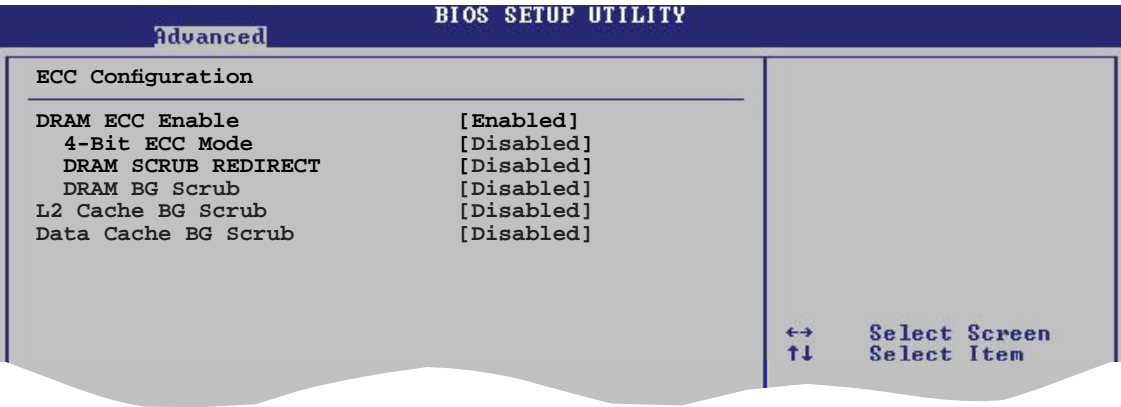 BIOS SETUP UTILITY
Advanced
ECC Configuration
DRAM ECC Enable [Enabled]
4-Bit ECC Mode [Disabled]
DRAM SCRUB REDIRECT [Disabled]
DRAM BG Scrub [Disabled]
L2 Cache BG Scrub [Disabled]
Data Cache BG Scrub [Disabled]
←→ Select Screen
↑↓ Select Item